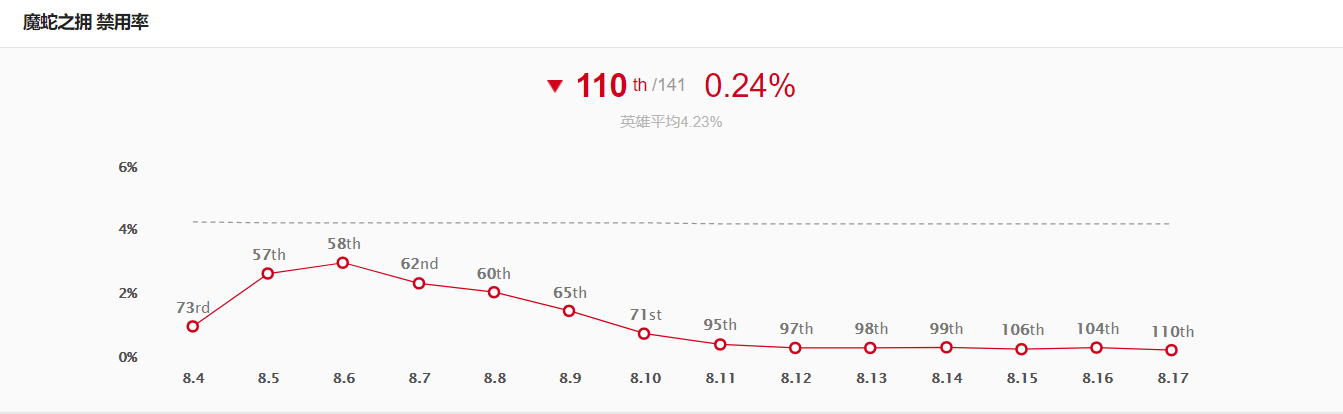 魔蛇之拥 禁用率
110 th /141 0.24%
英雄平均4.23%
6%
4%
2%
0%
73rd
57th
58th
62nd
60th
65th
71st
95th
97th
98th
99th
106th
104th
110th
8.4 8.5 8.6 8.7 8.8 8.9 8.10 8.11 8.12 8.13 8.14 8.15 8.16 8.17